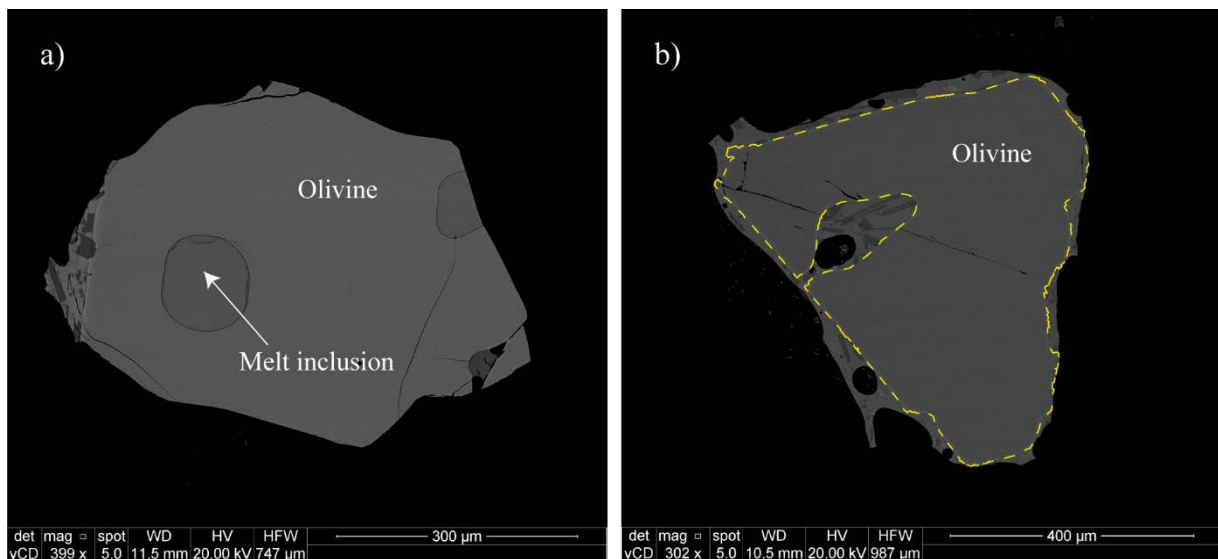 a)
Olivine
Melt inclusion
det mag □ spot WD HV HFW
vCD 399 x 5.0 11.5 mm 20.00 kV 747 µm
300 µm
b)
Olivine
det mag □ spot WD HV HFW
vCD 302 x 5.0 10.5 mm 20.00 kV 987 µm
400 µm